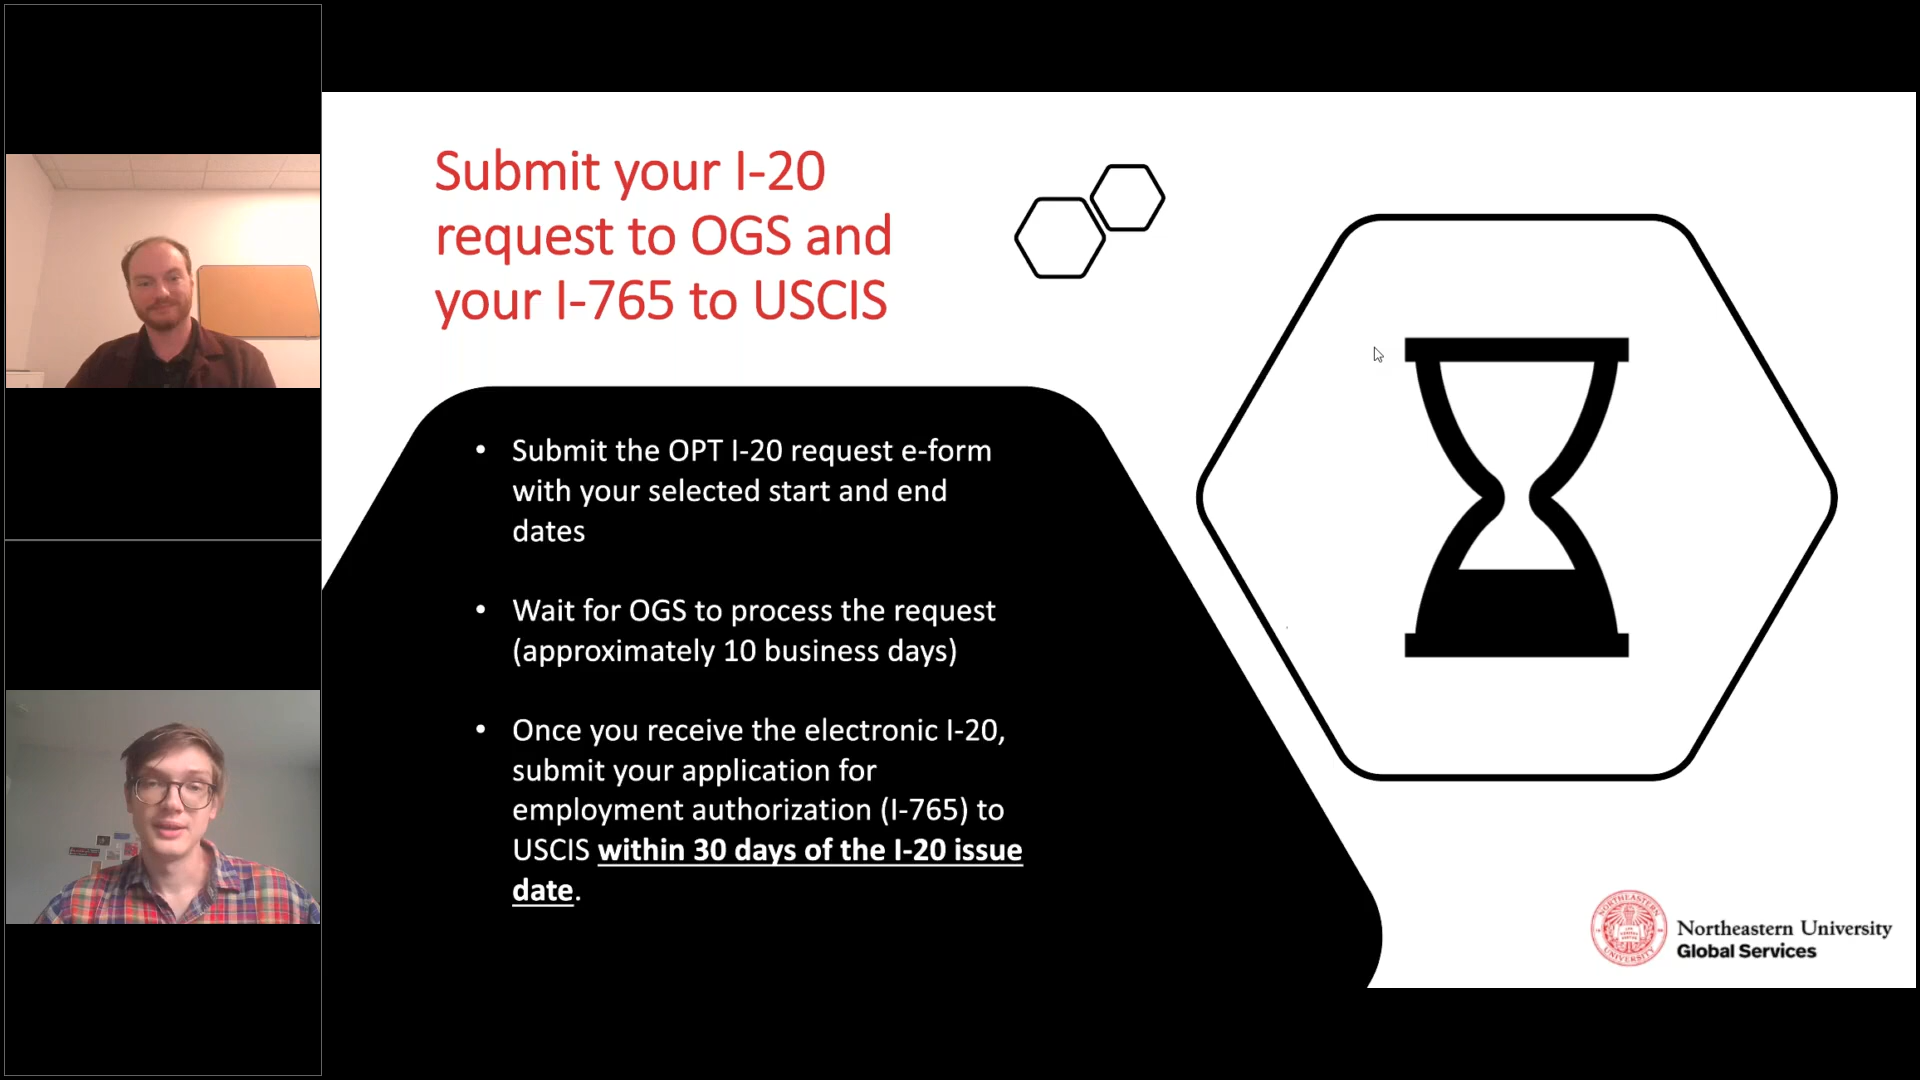 Submit your I-20
request to OGS and
your I-765 to USCIS
• Submit the OPT I-20 request e-form
with your selected start and end
dates
• Wait for OGS to process the request
(approximately 10 business days)
• Once you receive the electronic I-20,
submit your application for
employment authorization (I-765) to
USCIS within 30 days of the I-20 issue
date.
NORTHEASTERN
UNIVERSITY
Northeastern University
Global Services